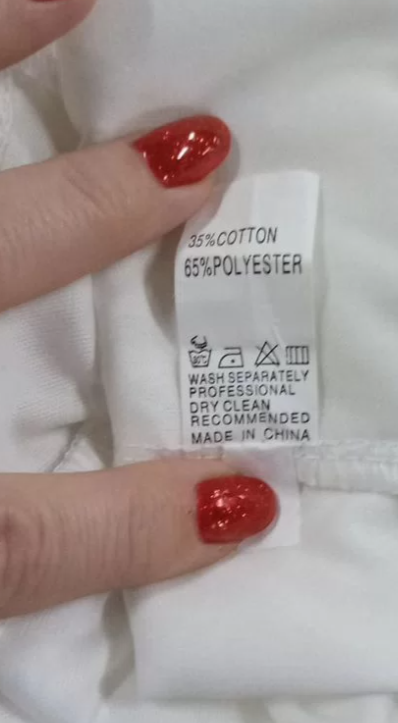 35%COTTON
65%POLYESTER
WASH SEPARATELY
PROFESSIONAL
DRY CLEAN
RECOMMENDED
MADE IN CHINA